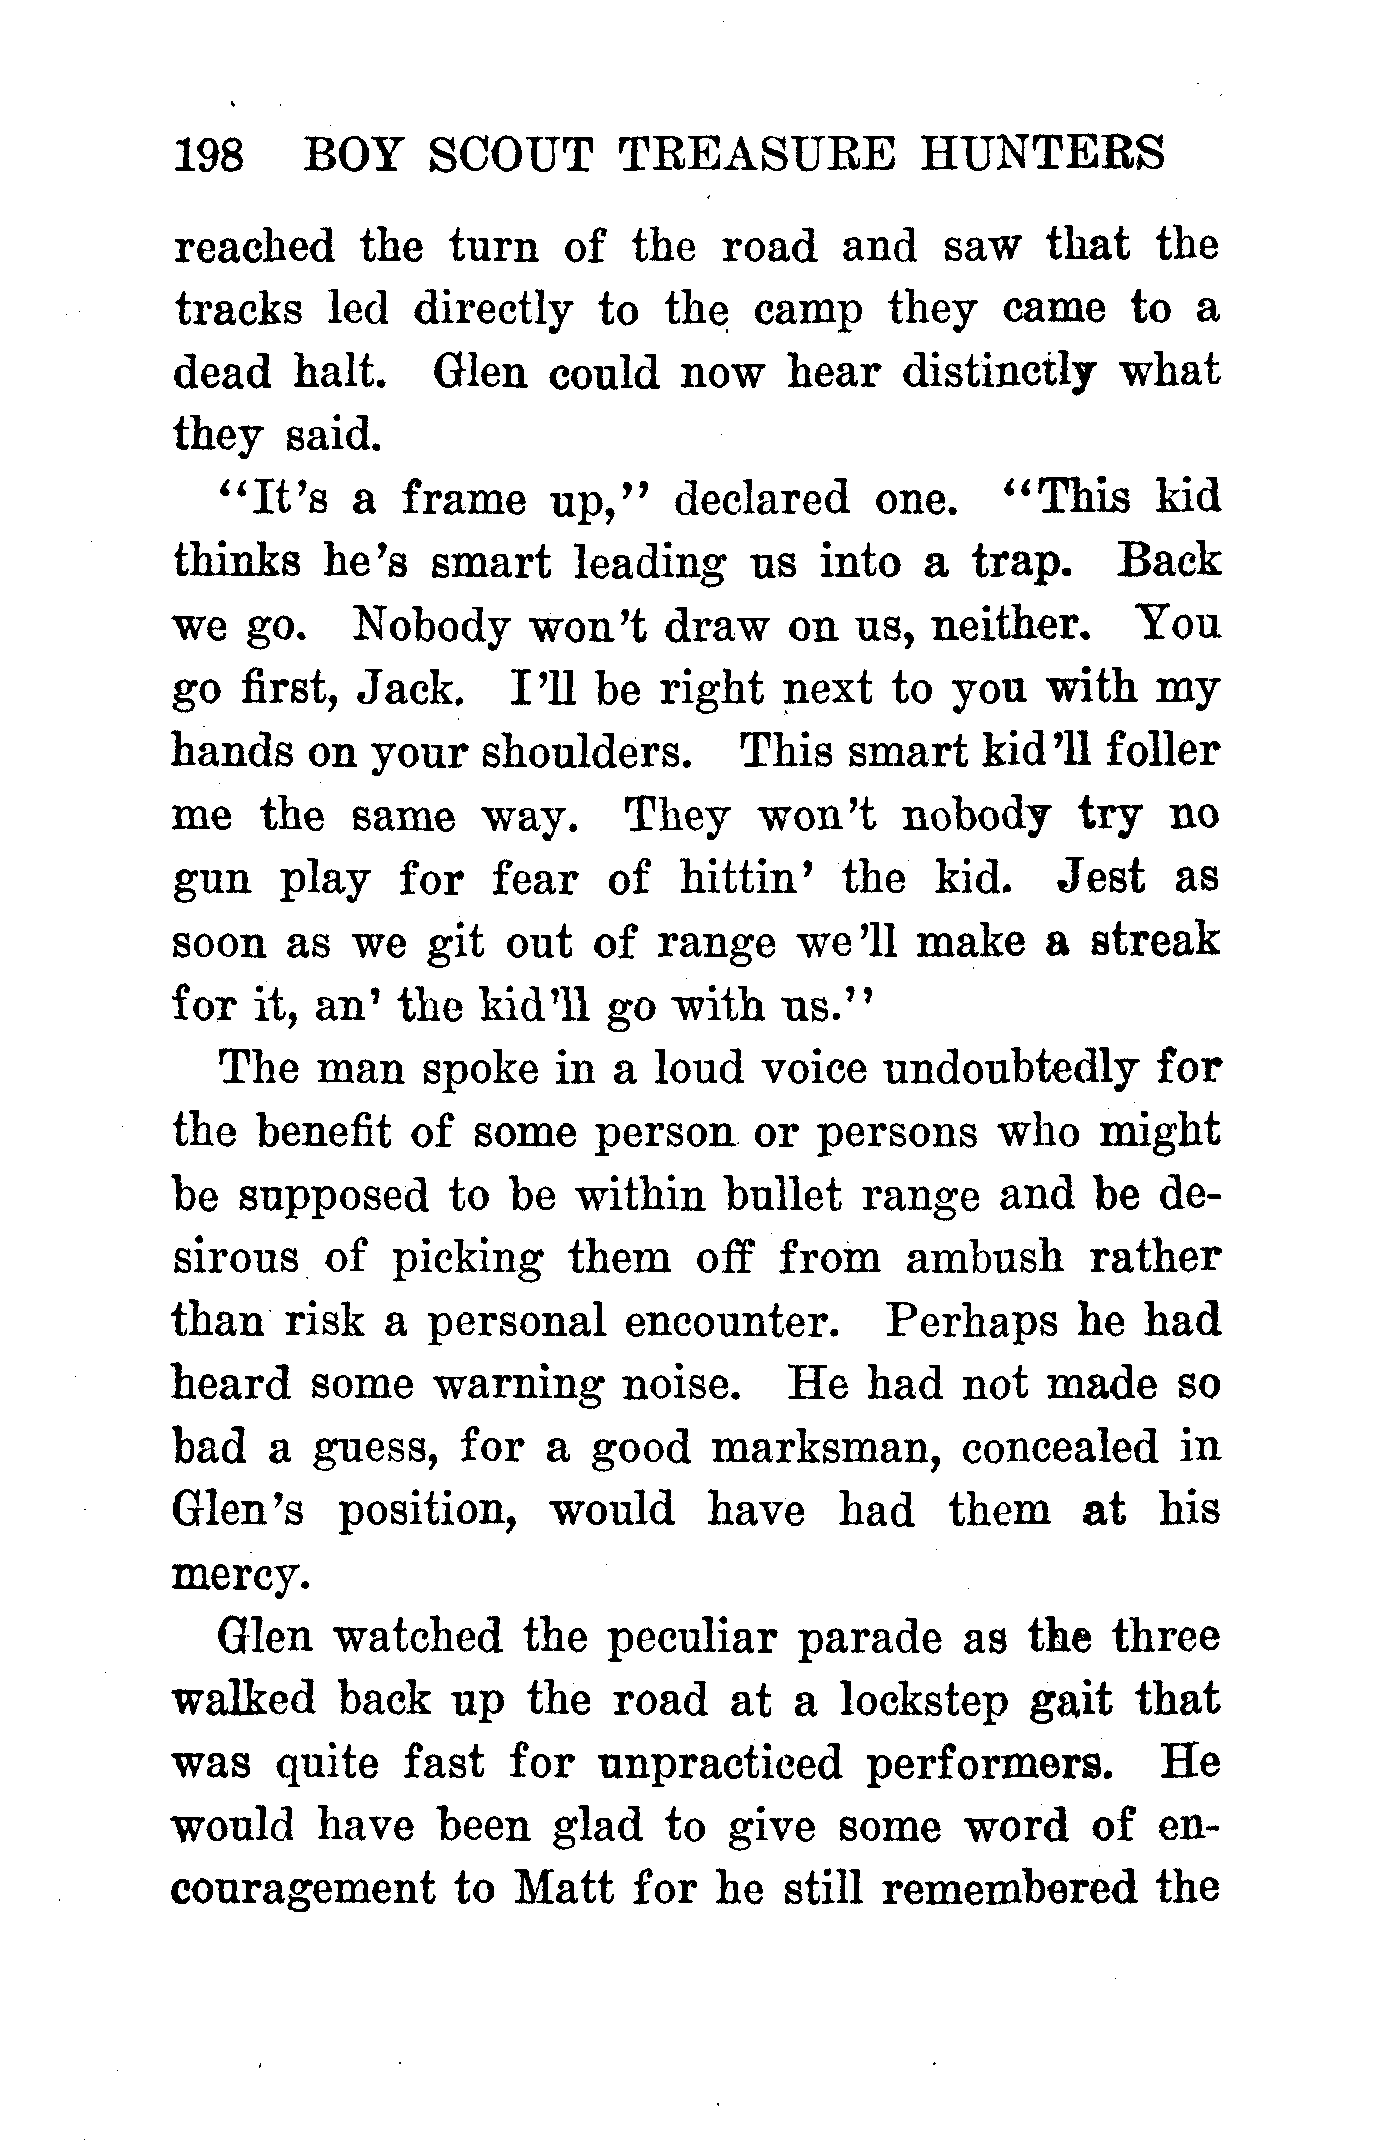 198 BOY SCOUT TREASURE HUNTERS
reached the turn of the road and saw that the
tracks led directly to the camp they came to a
dead halt. Glen could now hear distinctly what
they said.
"It's a frame up," declared one. "This kid
thinks he's smart leading us into a trap. Back
we go. Nobody won't draw on us, neither. You
go first, Jack. I'll be right next to you with my
hands on your shoulders. This smart kid'll foller
me the same way. They won't nobody try no
gun play for fear of hittin' the kid. Jest as
soon as we git out of range we'll make a streak
for it, an' the kid'll go with us."
The man spoke in a loud voice undoubtedly for
the benefit of some person or persons who might
be supposed to be within bullet range and be de-
sirous of picking them off from ambush rather
than risk a personal encounter. Perhaps he had
heard some warning noise. He had not made so
bad a guess, for a good marksman, concealed in
Glen's position, would have had them at his
mercy.
Glen watched the peculiar parade as the three
walked back up the road at a lockstep gait that
was quite fast for unpracticed performers. He
would have been glad to give some word of en-
couragement to Matt for he still remembered the